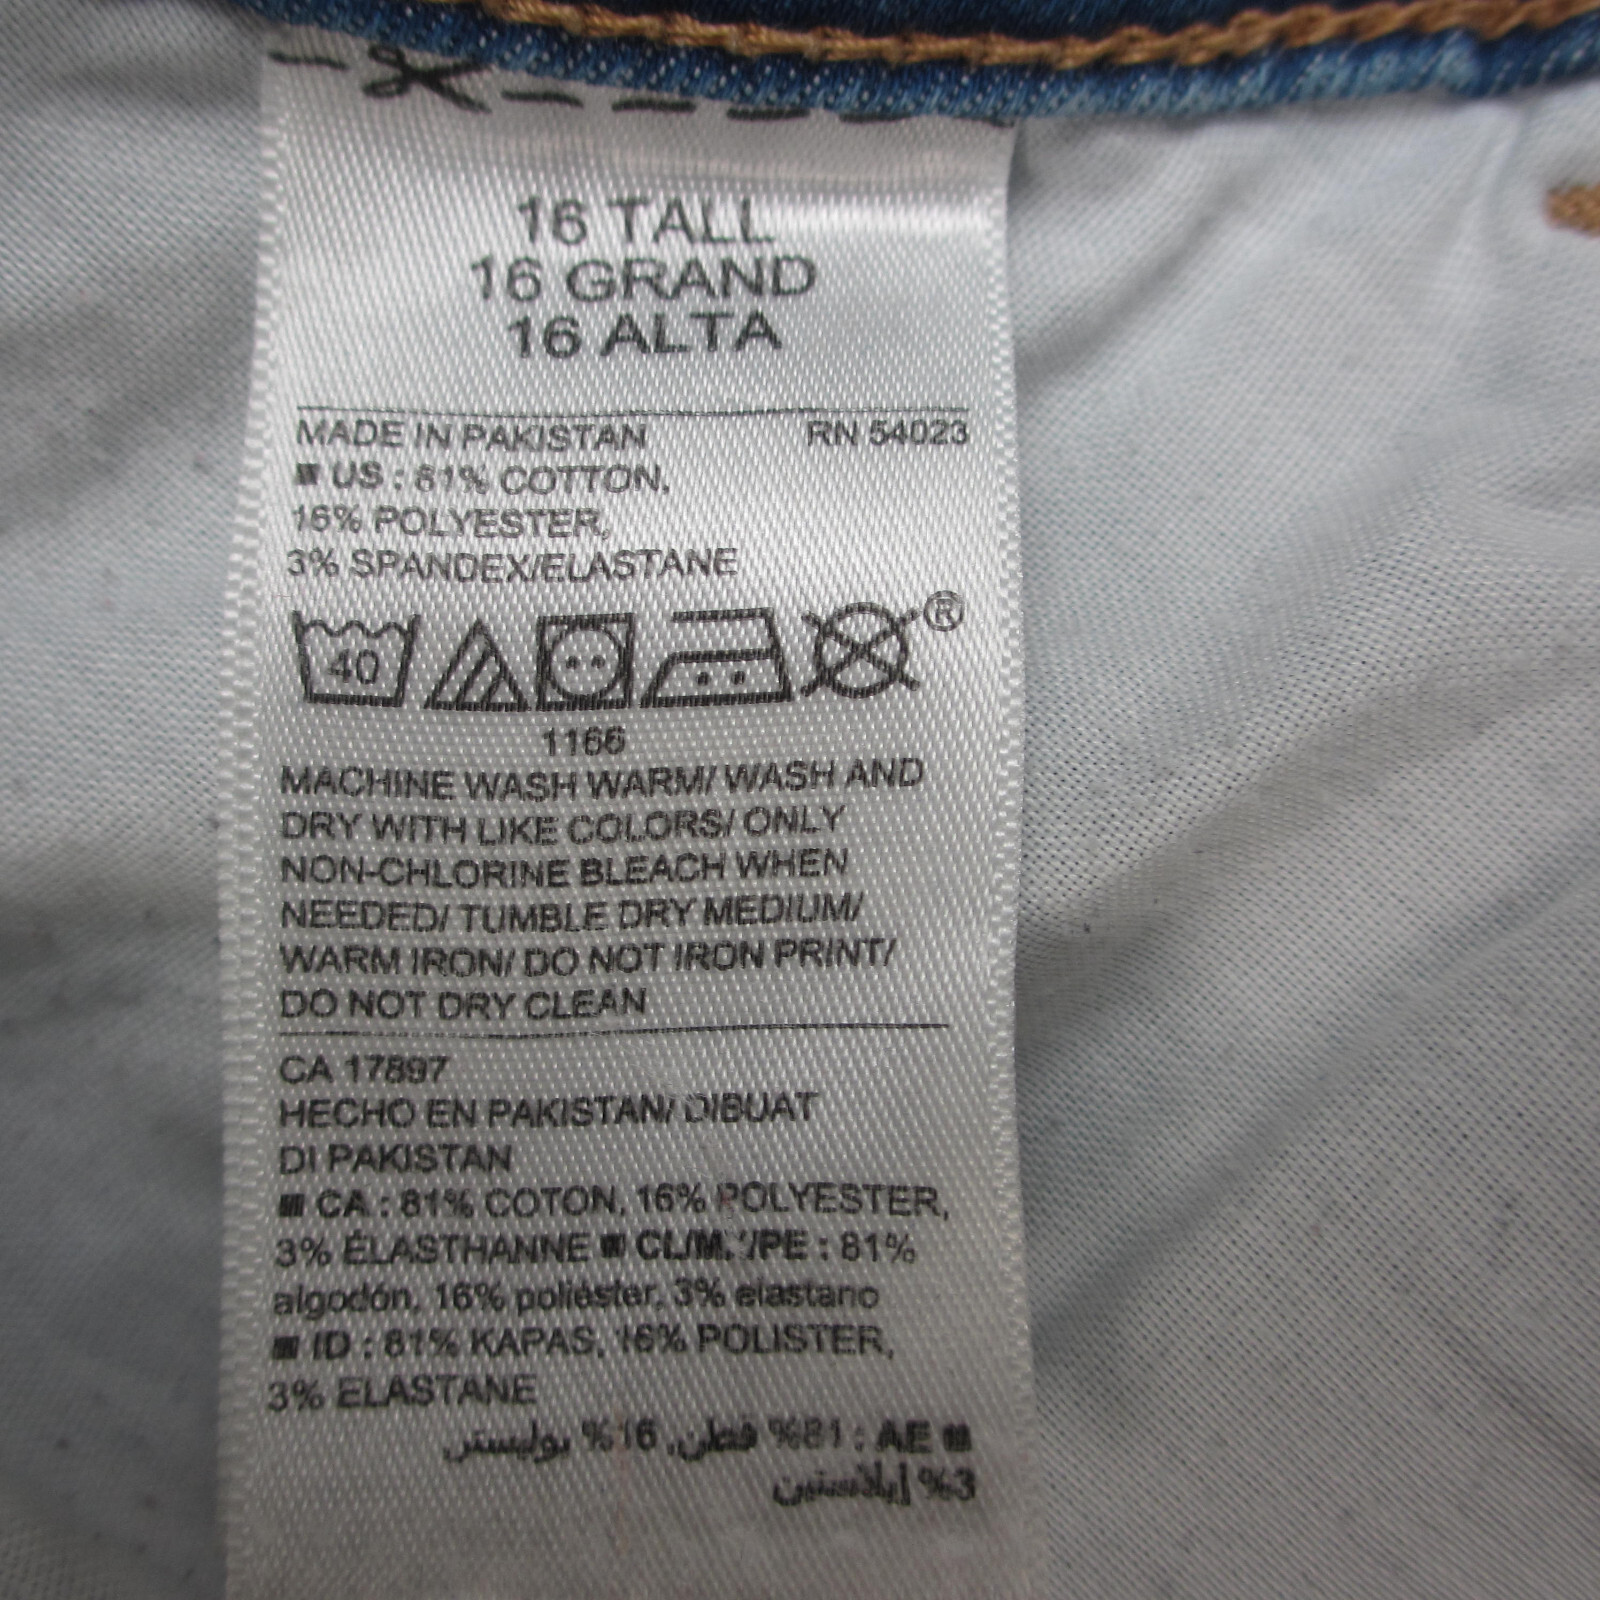 16 TALL
16 GRAND
16 ALTA
MADE IN PAKISTAN RN 54023
US : 81% COTTON,
16% POLYESTER,
3% SPANDEX/ELASTANE
40 ®
1166
MACHINE WASH WARM/ WASH AND
DRY WITH LIKE COLORS/ ONLY
NON-CHLORINE BLEACH WHEN
NEEDED/ TUMBLE DRY MEDIUM/
WARM IRON/ DO NOT IRON PRINT/
DO NOT DRY CLEAN
CA 17897
HECHO EN PAKISTAN/ DIBUAT
DI PAKISTAN
CA : 81% COTON, 16% POLYESTER,
3% ÉLASTHANNE /PE : 81%
algodón, 16% poliéster, 3% elastano
ID : 81% KAPAS, 16% POLISTER,
3% ELASTANE
AE : 81% قطن, 16% بوليستر
3% إيلاستين